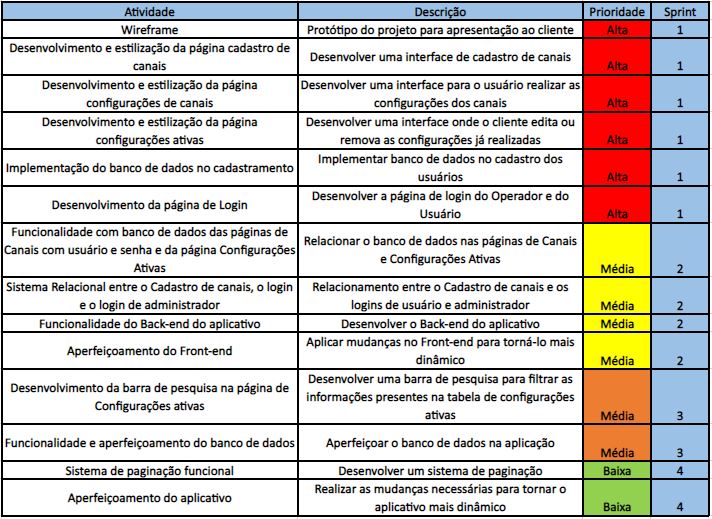 Atividade Descrição Prioridade Sprint
Wireframe Protótipo do projeto para apresentação ao cliente Alta 1
Desenvolvimento e estilização da página cadastro de
canais
Desenvolver uma interface de cadastro de canais
Alta 1
Desenvolvimento e estilização da página
configurações de canais
Desenvolver uma interface para o usuário realizar as
configurações dos canais
Alta 1
Desenvolvimento e estilização da página
configurações ativas
Desenvolver uma interface onde o cliente edita ou
remova as configurações já realizadas
Alta 1
Implementação do banco de dados no cadastramento
Implementar banco de dados no cadastro dos
usuários
Alta 1
Desenvolvimento da página de Login
Desenvolver a página de login do Operador e do
Usuário
Alta 1
Funcionalidade com banco de dados das páginas de
Canais com usuário e senha e da página Configurações
Ativas
Relacionar o banco de dados nas páginas de Canais
e Configurações Ativas
Média 2
Sistema Relacional entre o Cadastro de canais, o login
e o login de administrador
Relacionamento entre o Cadastro de canais e os
logins de usuário e administrador
Média 2
Funcionalidade do Back-end do aplicativo Desenvolver o Back-end do aplicativo Média 2
Aperfeiçoamento do Front-end
Aplicar mudanças no Front-end para torná-lo mais
dinâmico
Média 2
Desenvolvimento da barra de pesquisa na página de
Configurações ativas
Desenvolver uma barra de pesquisa para filtrar as
informações presentes na tabela de configurações
ativas
Média 3
Funcionalidade e aperfeiçoamento do banco de dados Aperfeiçoar o banco de dados na aplicação Média 3
Sistema de paginação funcional Desenvolver um sistema de paginação Baixa 4
Aperfeiçoamento do aplicativo
Realizar as mudanças necessárias para tornar o
aplicativo mais dinâmico
Baixa 4